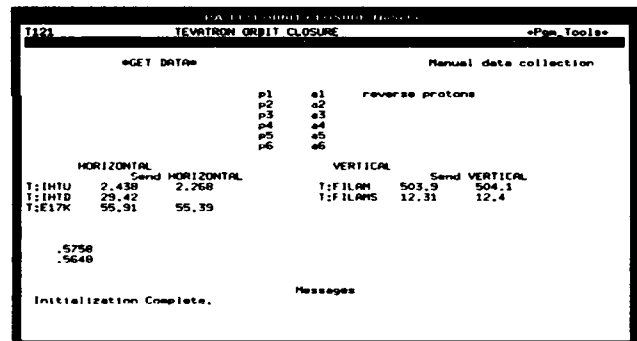 T121 TEVATRON ORBIT CLOSURE +Pgm_Tools+
*GET DATA* Manual data collection
p1 a1 reverse protons
p2 a2
p3 a3
p4 a4
p5 a5
p6 a6
HORIZONTAL VERTICAL
Send HORIZONTAL Send VERTICAL
T:IHTU 2.438 2.268 T:FILAM 503.9 504.1
T:IHTD 29.42 T:FILAMS 12.31 12.4
T:E17K 55.91 55.39
.5750
.5640
Messages
Initialization Complete.